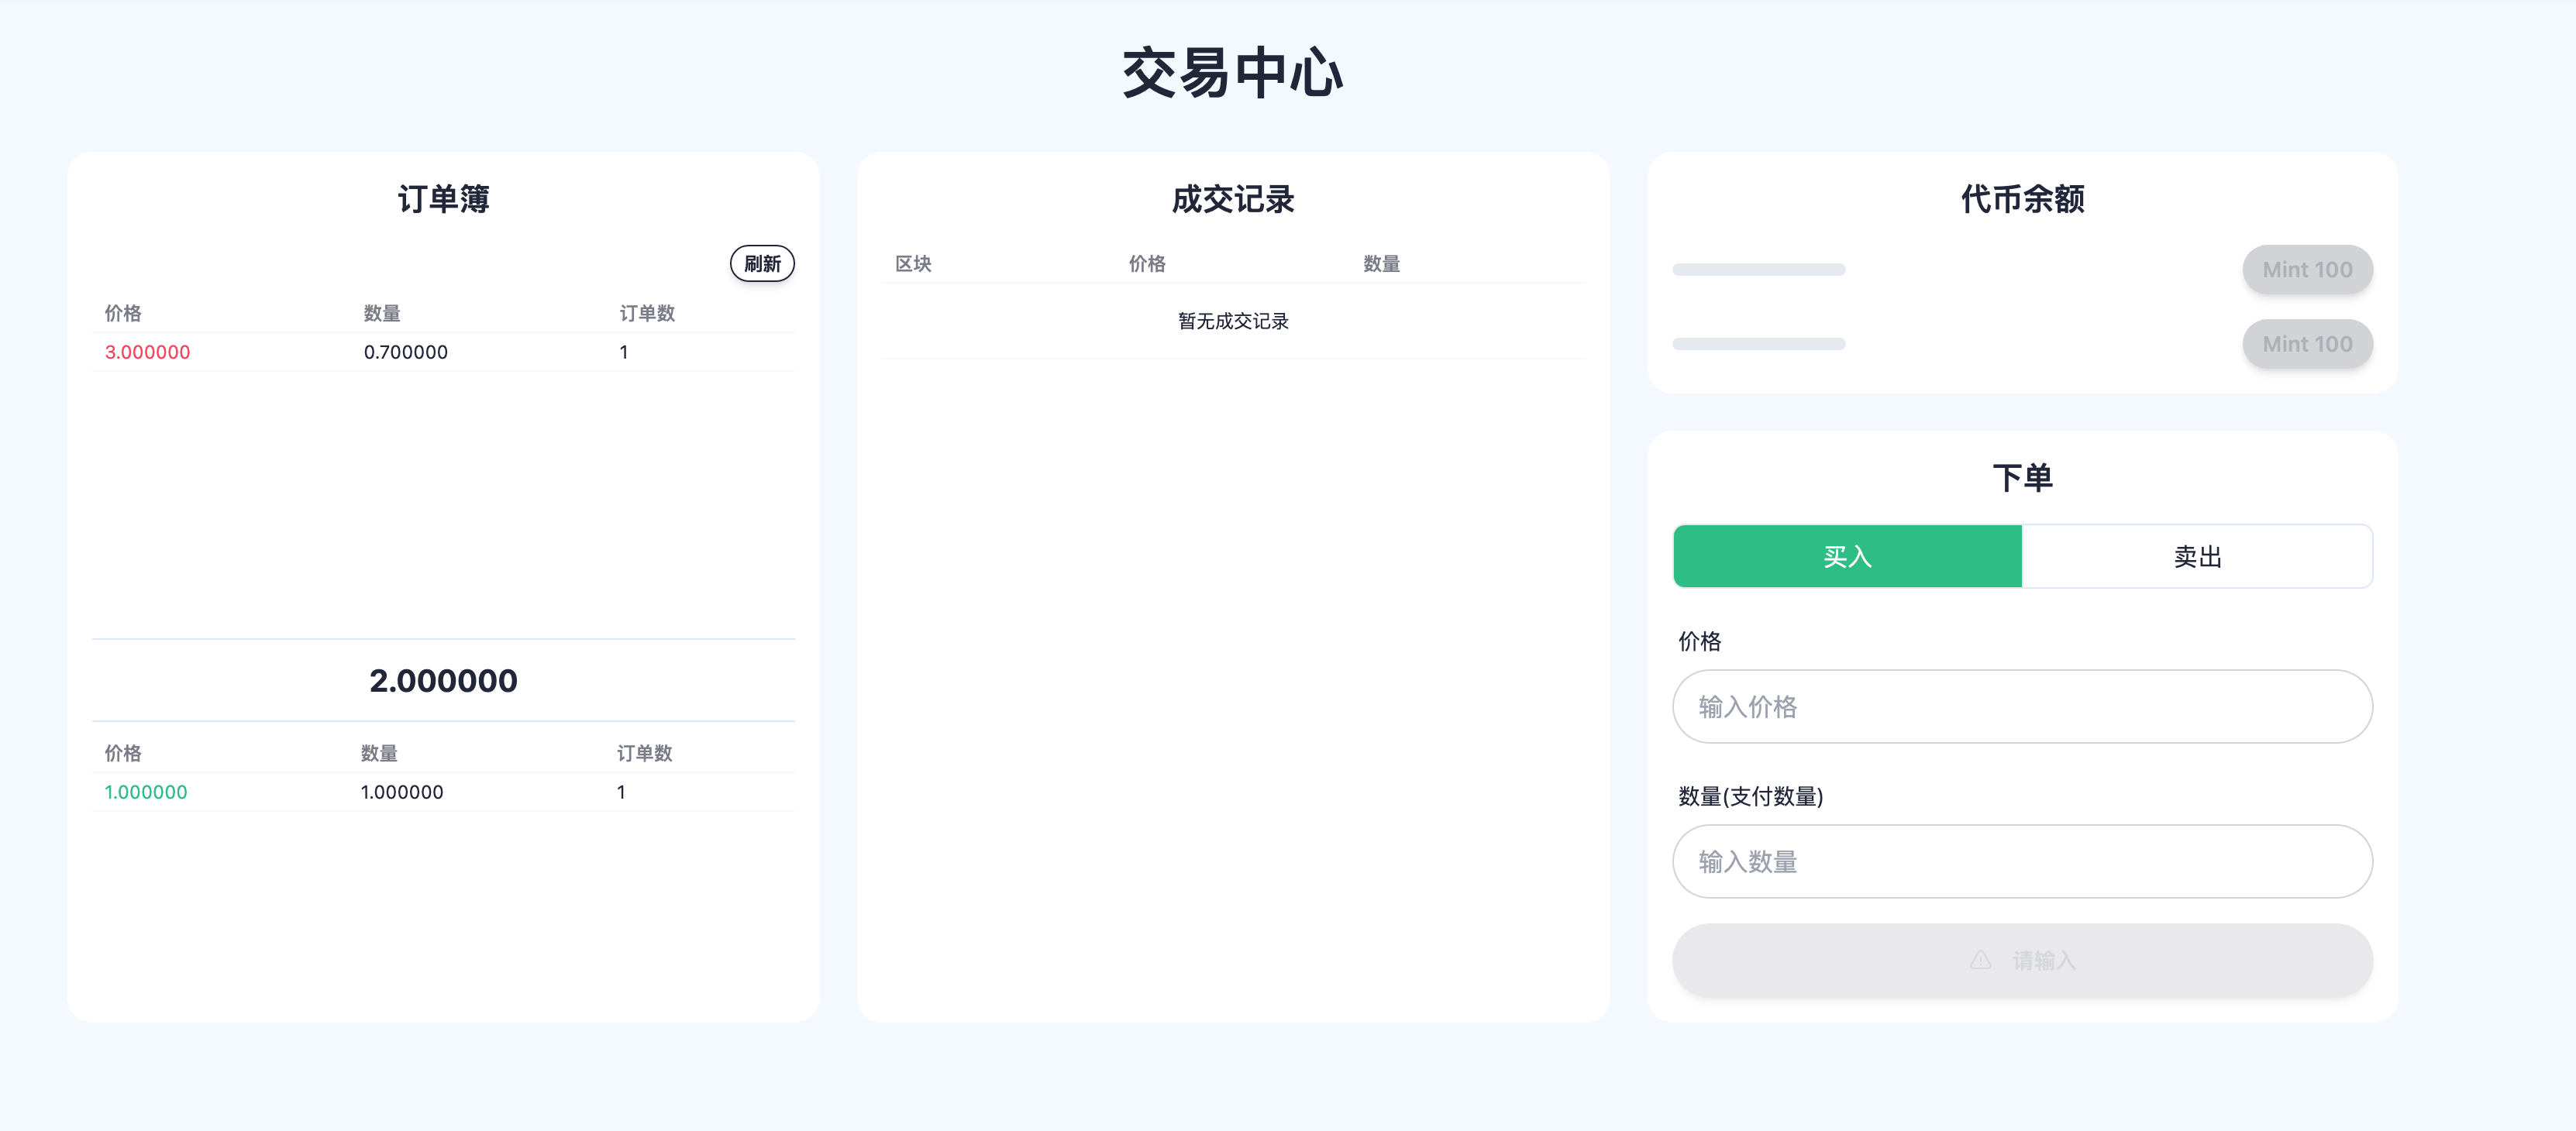 交易中心
订单簿
刷新
价格 数量 订单数
3.000000 0.700000 1
2.000000
价格 数量 订单数
1.000000 1.000000 1
成交记录
区块 价格 数量
暂无成交记录
代币余额
Mint 100
Mint 100
下单
买入 卖出
价格
输入价格
数量(支付数量)
输入数量
请输入